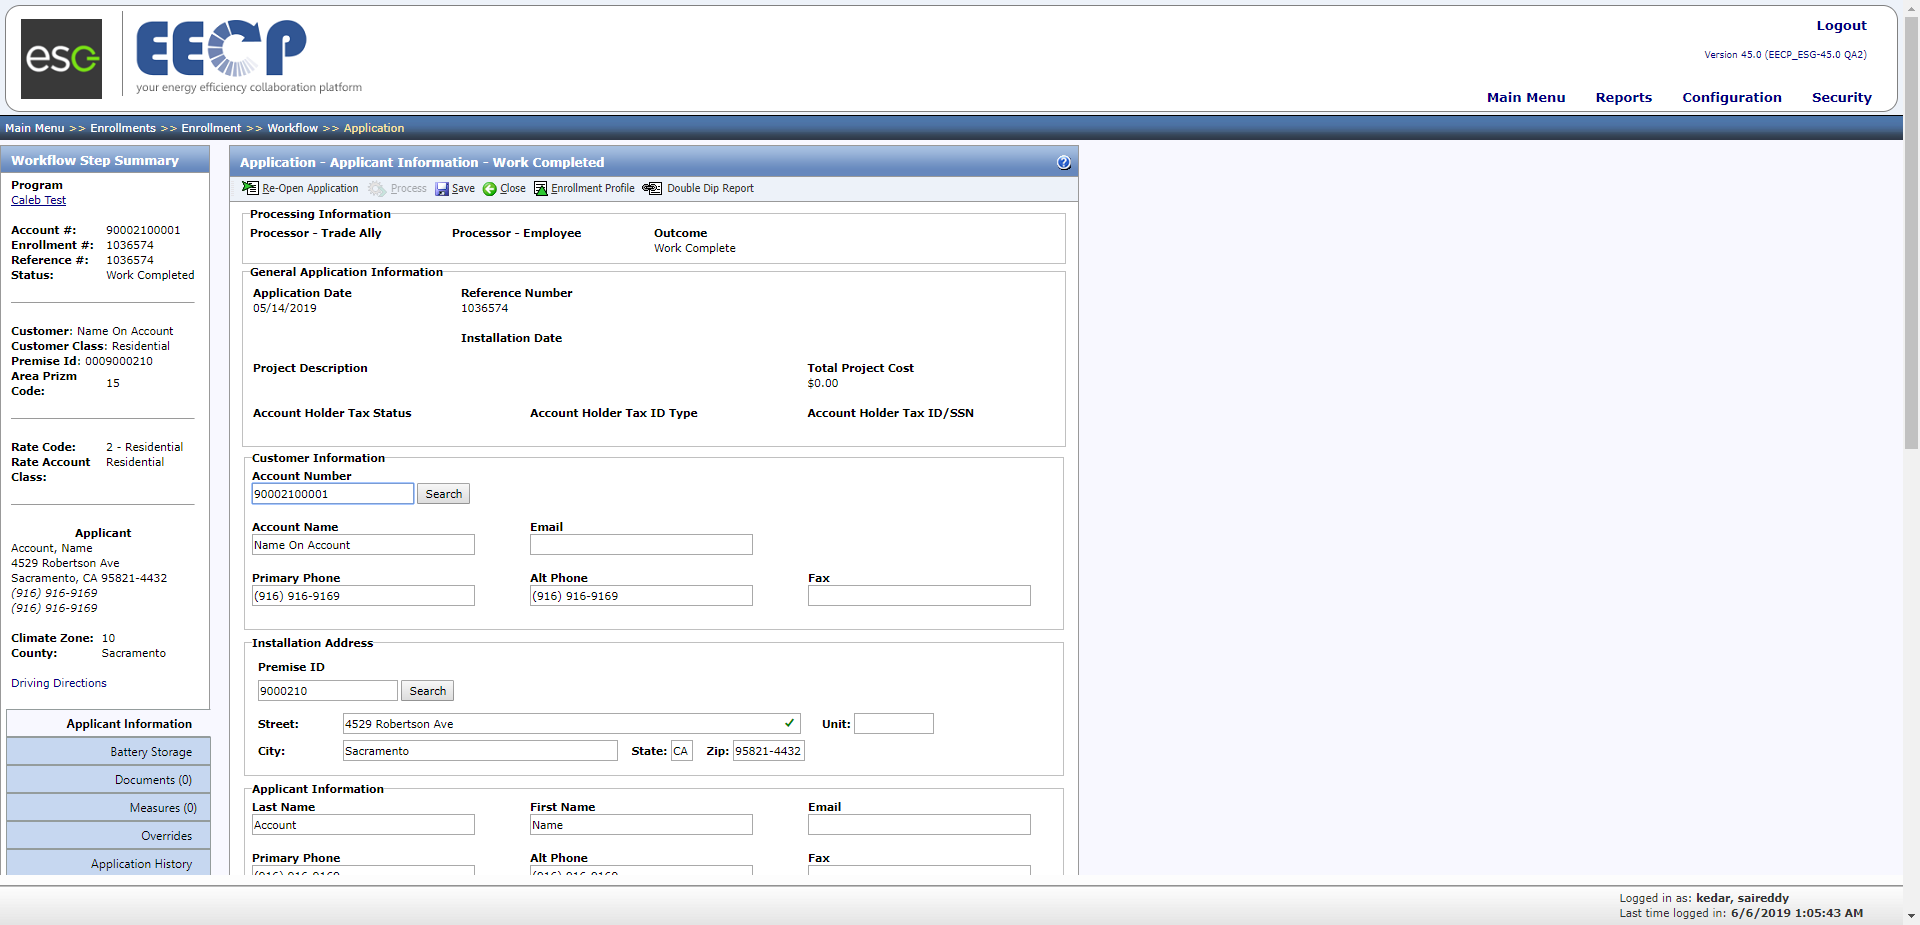 esg
EECP
your energy efficiency collaboration platform
Logout
Version 45.0 (EECP_ESG-45.0 QA2)
Main Menu Reports Configuration Security
Main Menu >> Enrollments >> Enrollment >> Workflow >> Application
Workflow Step Summary
Program
Caleb Test
Account #: 90002100001
Enrollment #: 1036574
Reference #: 1036574
Status: Work Completed
Customer: Name On Account
Customer Class: Residential
Premise Id: 0009000210
Area Prizm Code: 15
Rate Code: 2 - Residential
Rate Account Class: Residential
Applicant
Account, Name
4529 Robertson Ave
Sacramento, CA 95821-4432
(916) 916-9169
(916) 916-9169
Climate Zone: 10
County: Sacramento
Driving Directions
Applicant Information
Battery Storage
Documents (0)
Measures (0)
Overrides
Application History
Application - Applicant Information - Work Completed
Re-Open Application Process Save Close Enrollment Profile Double Dip Report
Processing Information
Processor - Trade Ally Processor - Employee Outcome
Work Complete
General Application Information
Application Date Reference Number
05/14/2019 1036574
Installation Date
Project Description Total Project Cost
$0.00
Account Holder Tax Status Account Holder Tax ID Type Account Holder Tax ID/SSN
Customer Information
Account Number
90002100001 Search
Account Name Email
Name On Account
Primary Phone Alt Phone Fax
(916) 916-9169 (916) 916-9169
Installation Address
Premise ID
9000210 Search
Street: 4529 Robertson Ave Unit:
City: Sacramento State: CA Zip: 95821-4432
Applicant Information
Last Name First Name Email
Account Name
Primary Phone Alt Phone Fax
(916) 916-9169 (916) 916-9169
Logged in as: kedar, saireddy
Last time logged in: 6/6/2019 1:05:43 AM